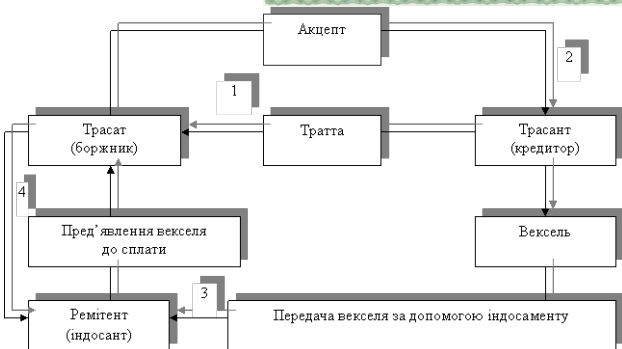 Акцепт
2
1
Трасат
(боржник)
Тратта
Трасант
(кредитор)
4
Пред’явлення векселя
до сплати
Вексель
3
Ремітент
(індосант)
Передача векселя за допомогою індосаменту